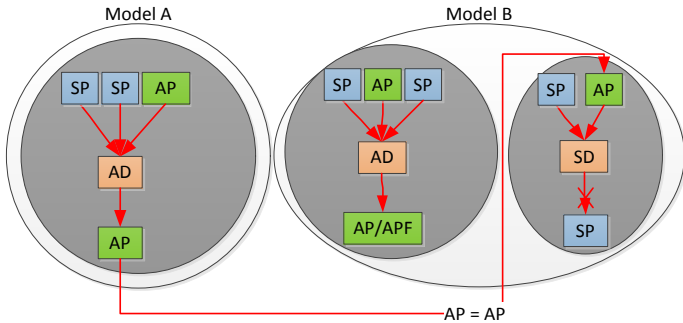 Model A
Model B
SP SP AP
AD
AP
SP AP SP
AD
AP/APF
SP AP
SD
SP
AP = AP